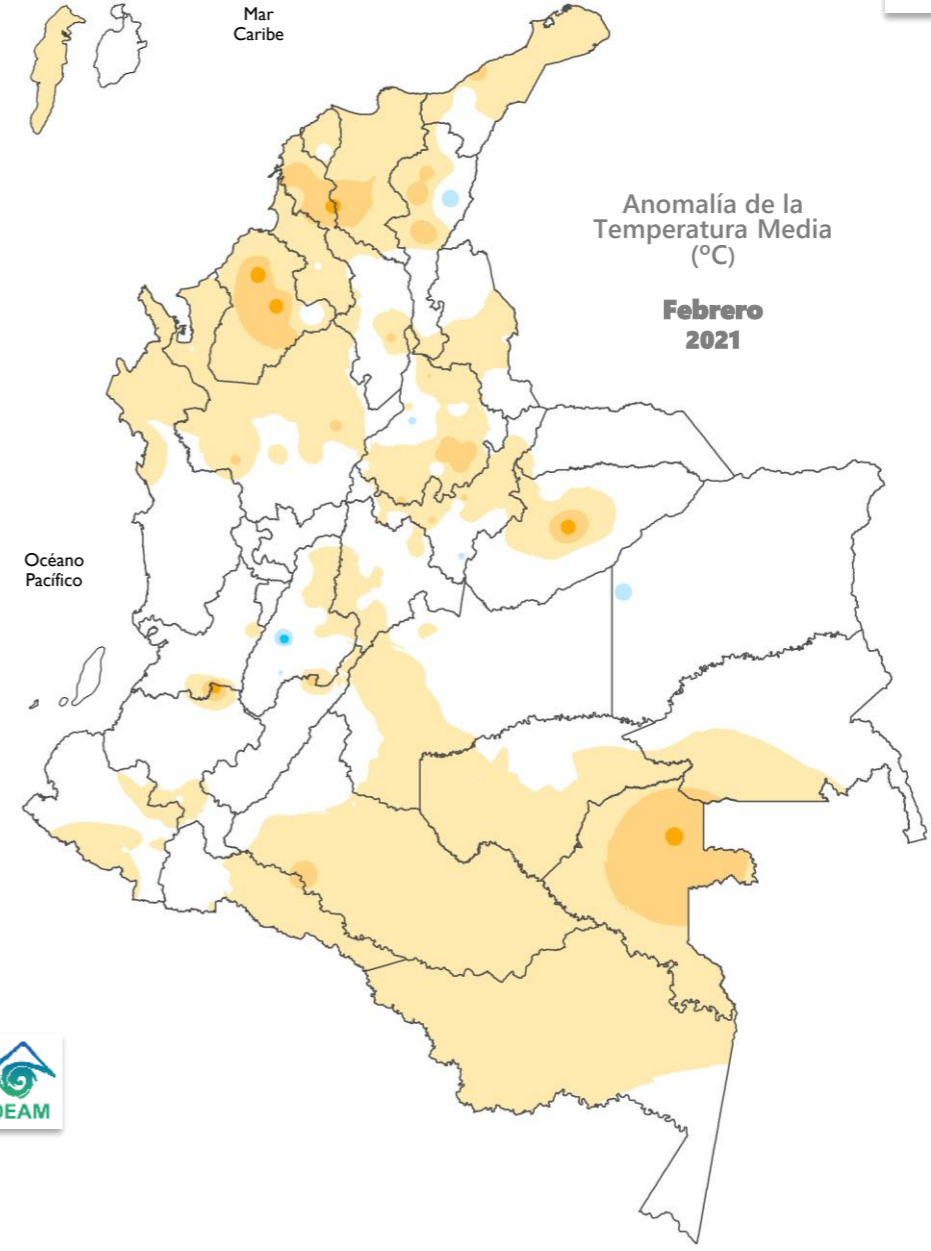 Mar
Caribe
Anomalía de la
Temperatura Media
(ºC)
Febrero
2021
Océano
Pacífico
DEAM